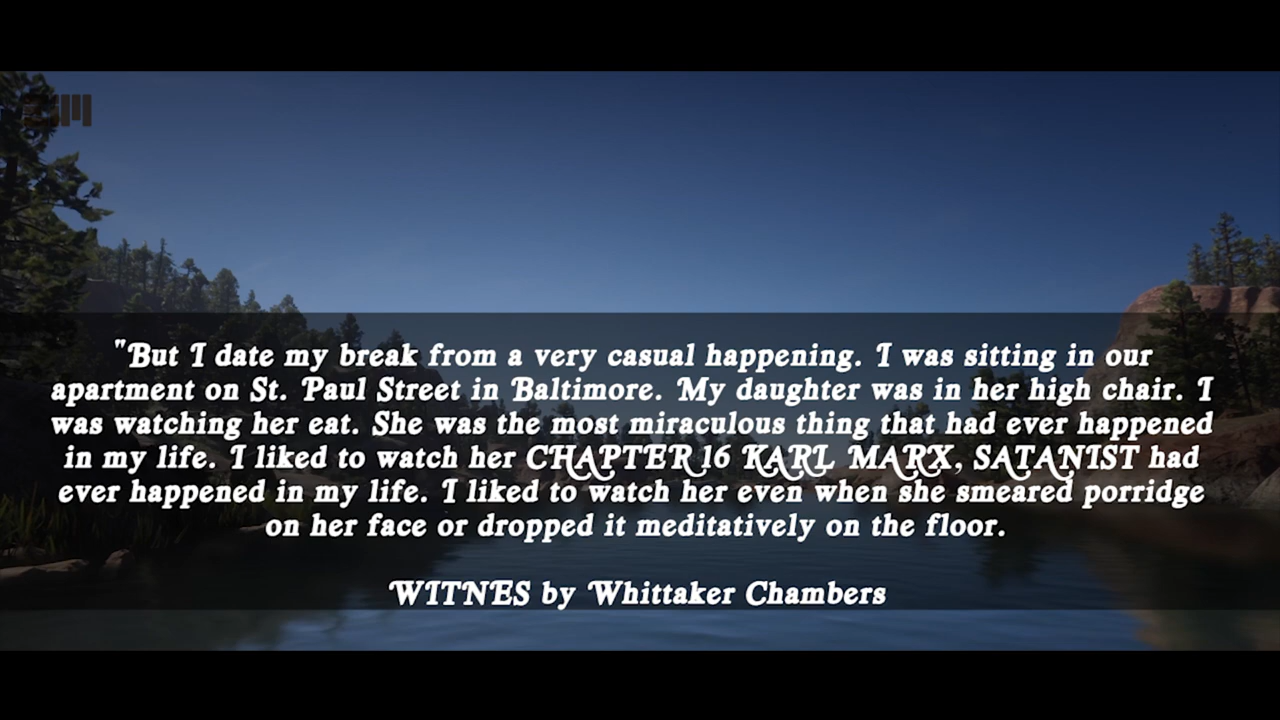 "But I date my break from a very casual happening. I was sitting in our
apartment on St. Paul Street in Baltimore. My daughter was in her high chair. I
was watching her eat. She was the most miraculous thing that had ever happened
in my life. I liked to watch her CHAPTER 16 KARL MARX, SATANIST had
ever happened in my life. I liked to watch her even when she smeared porridge
on her face or dropped it meditatively on the floor.
WITNES by Whittaker Chambers